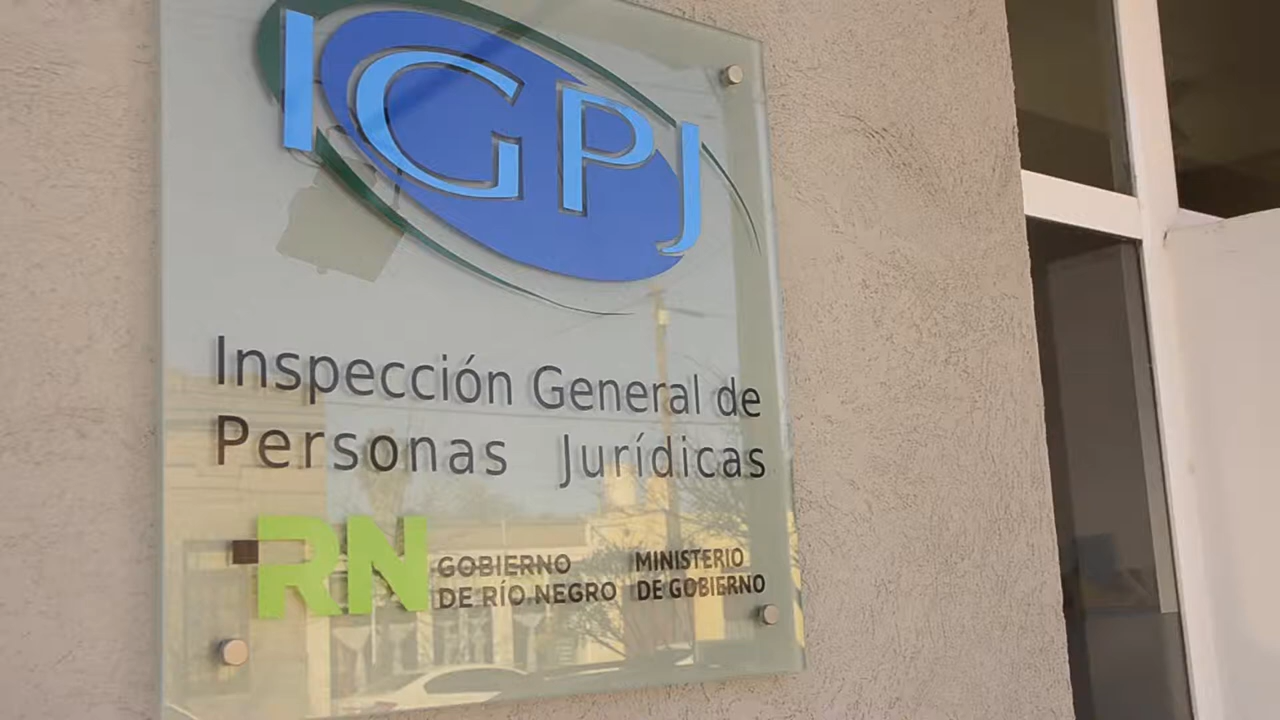 IGPJ
Inspección General de
Personas Jurídicas
RN
GOBIERNO
DE RÍO NEGRO
MINISTERIO
DE GOBIERNO